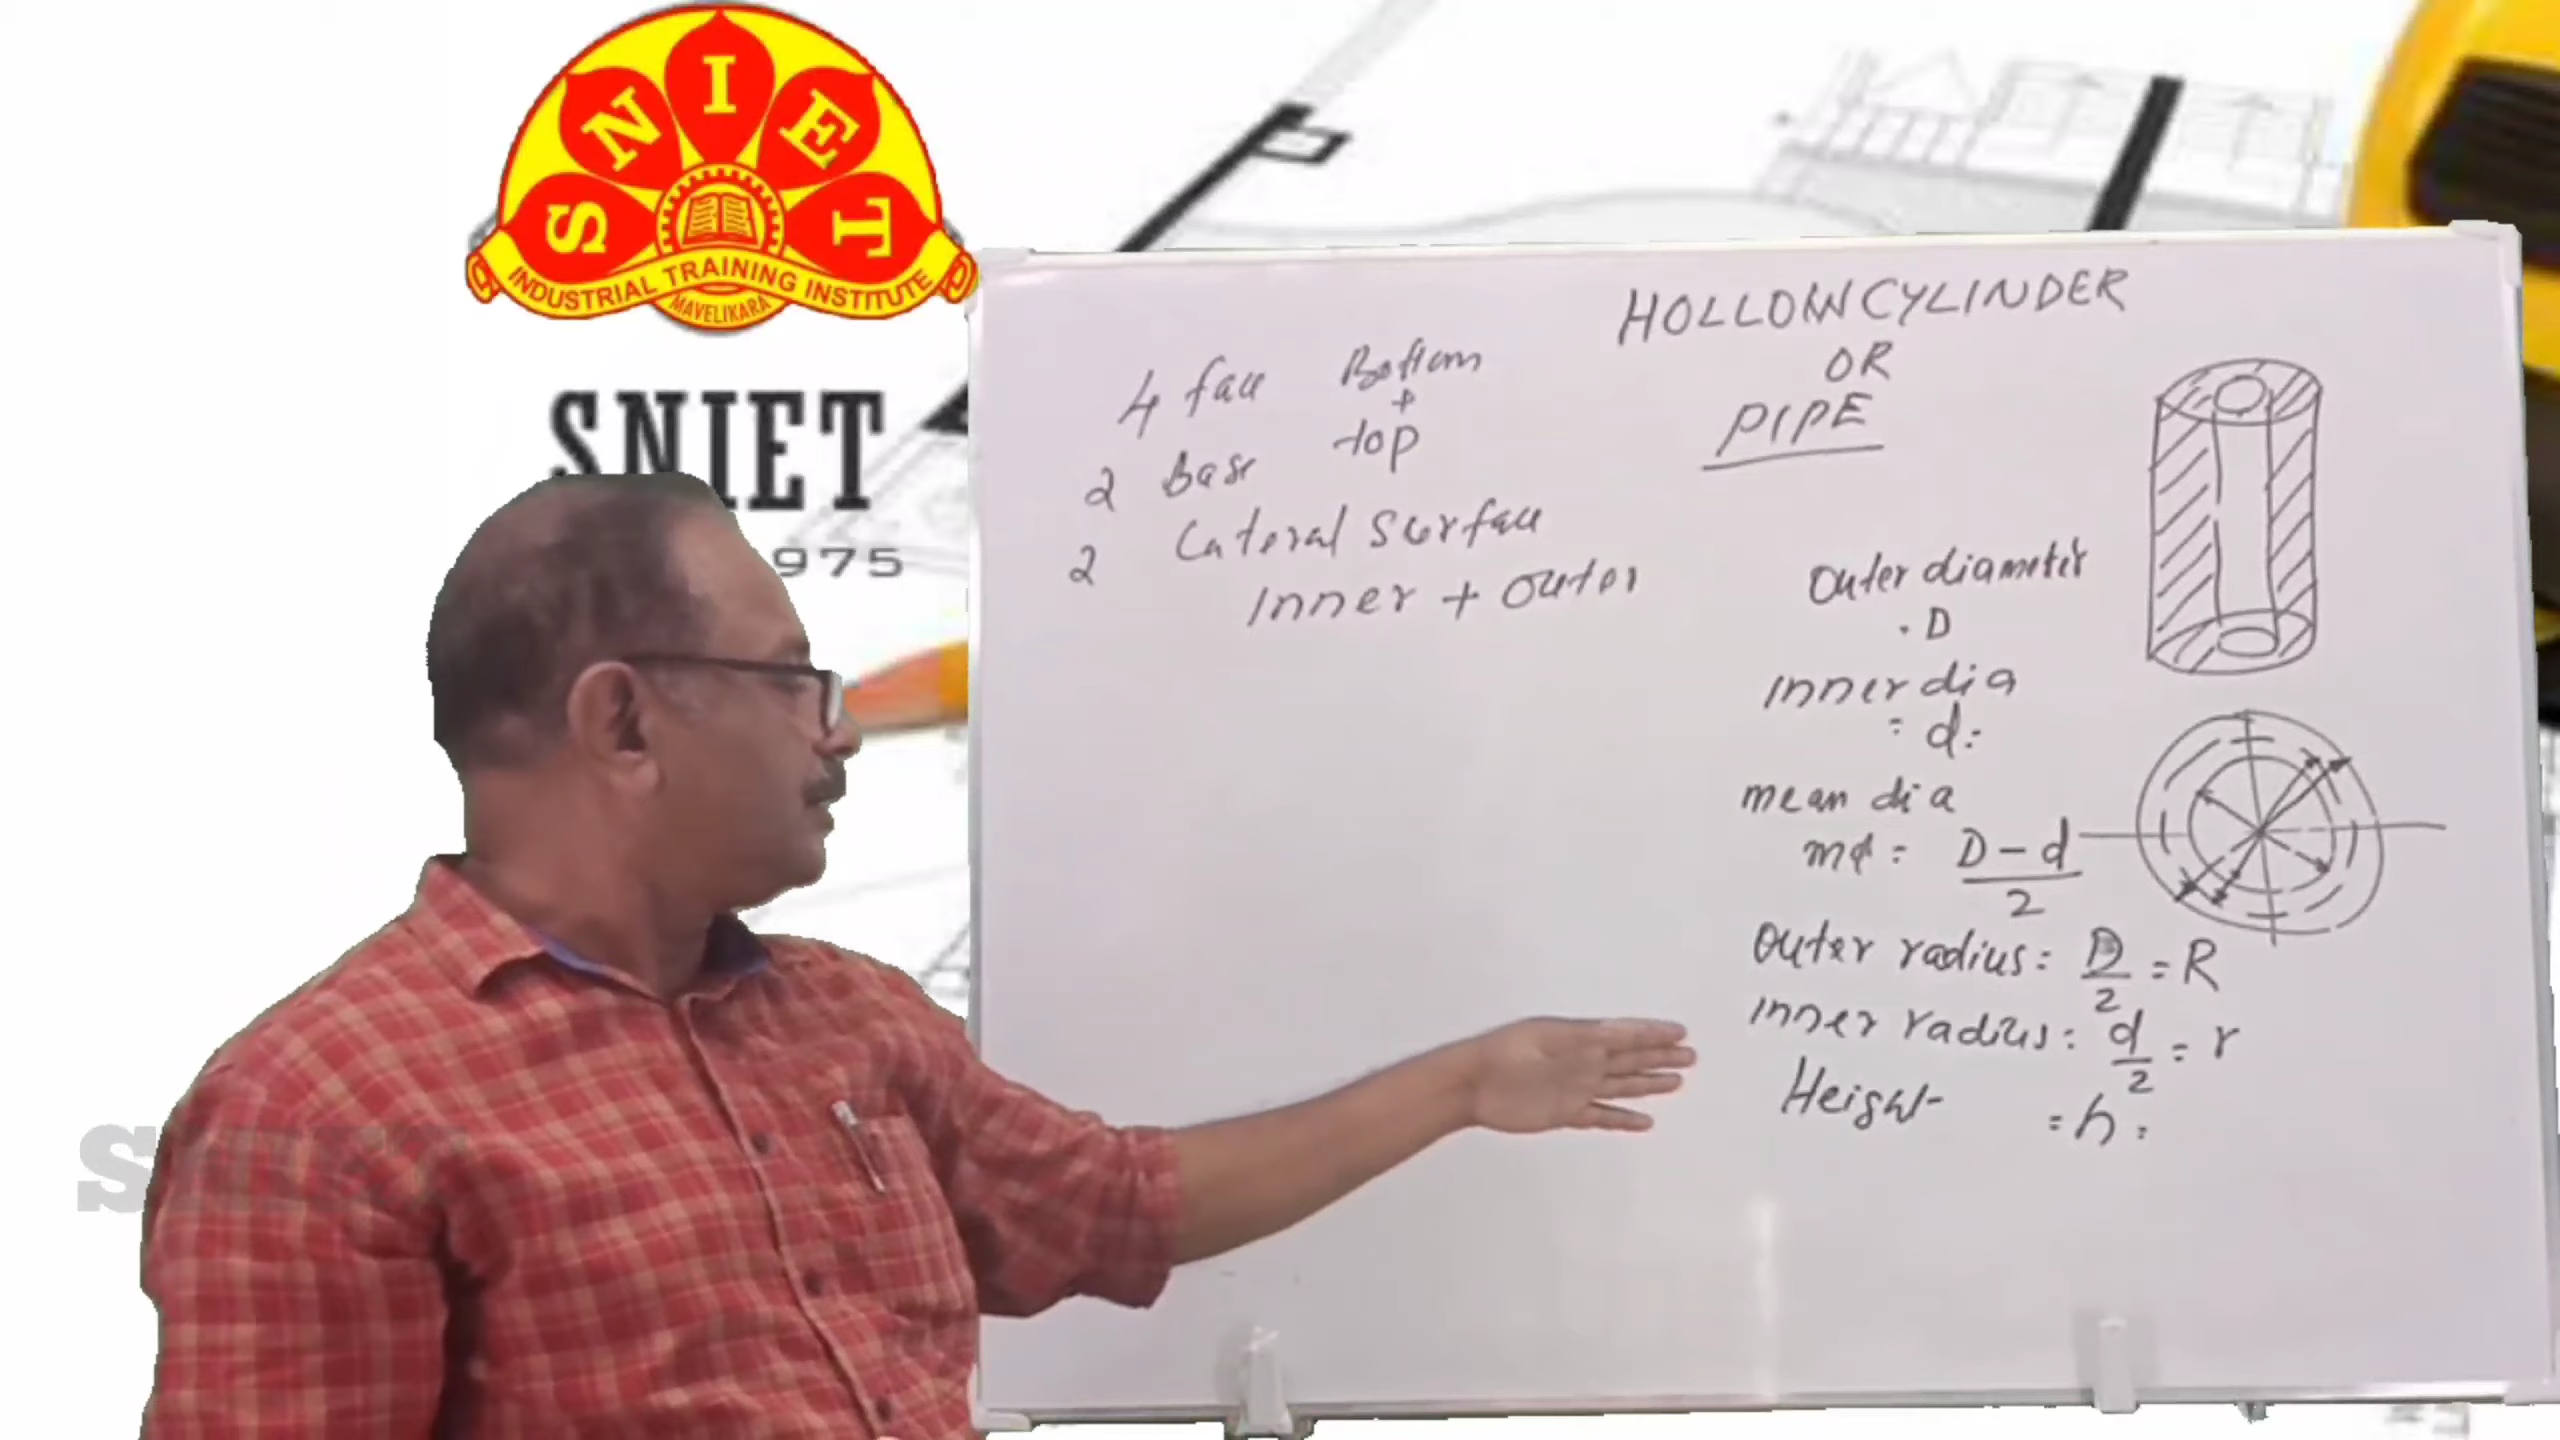 SNIET
INDUSTRIAL TRAINING INSTITUTE
MAVELIKARA
SNIET
975
HOLLOW CYLINDER
OR
PIPE
4 face Bottom
+
2 Base top
2 Lateral Surface
Inner + Outer
Outer diameter
. D
Inner dia
= d =
mean dia
md = D - d
2
Outer radius = D/2 = R
Inner radius = d/2 = r
Height = h =